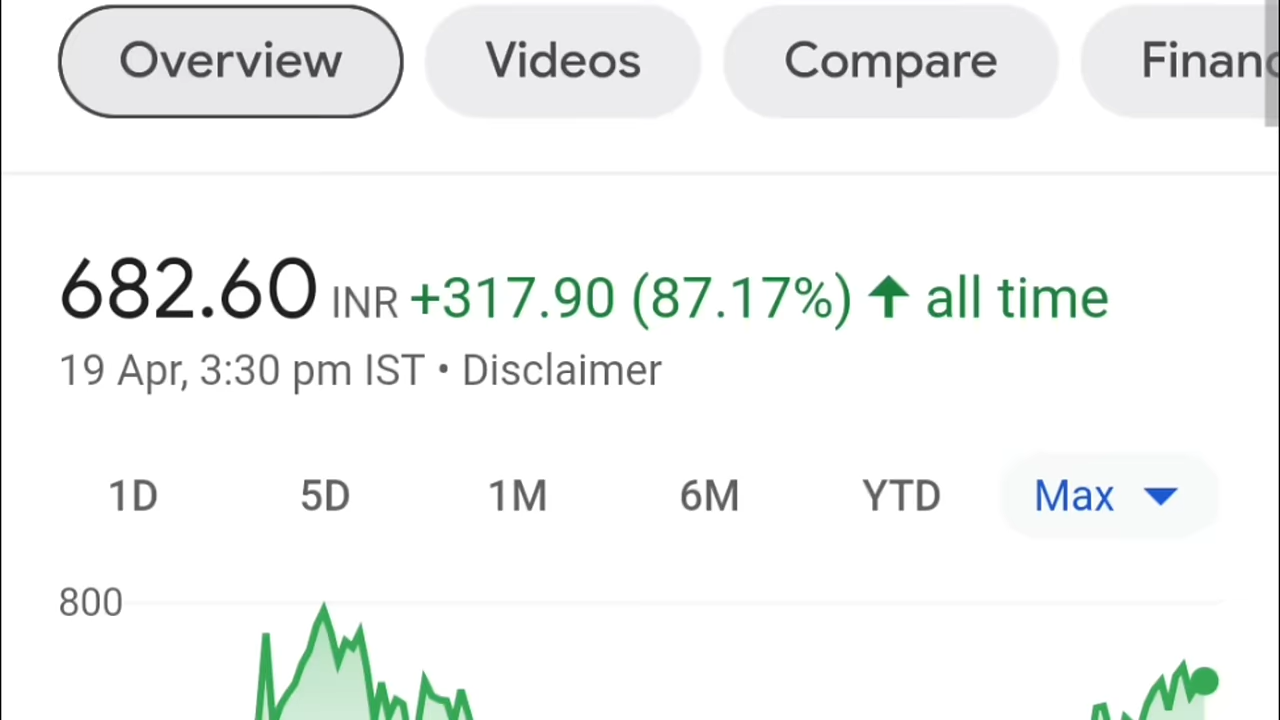 Overview Videos Compare
682.60 INR +317.90 (87.17%) ↑ all time
19 Apr, 3:30 pm IST • Disclaimer
1D 5D 1M 6M YTD Max
800